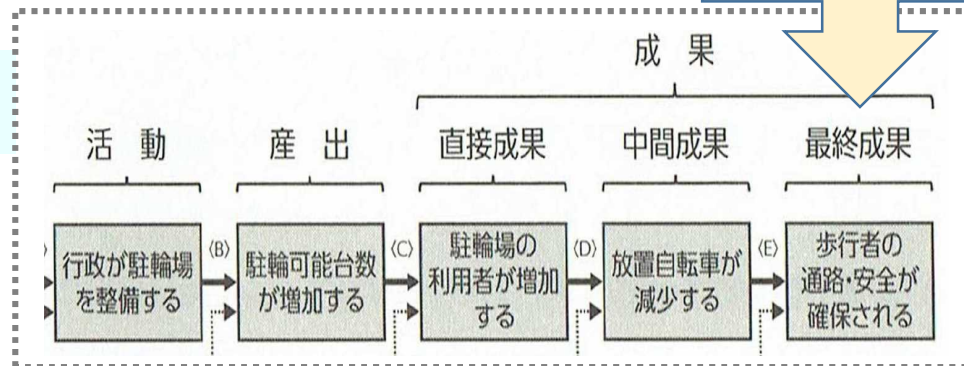 成 果
活 動
産 出
直接成果
中間成果
最終成果
行政が駐輪場
を整備する
〈B〉
駐輪可能台数
が増加する
〈C〉
駐輪場の
利用者が増加
する
〈D〉
放置自転車が
減少する
〈E〉
歩行者の
通路・安全が
確保される